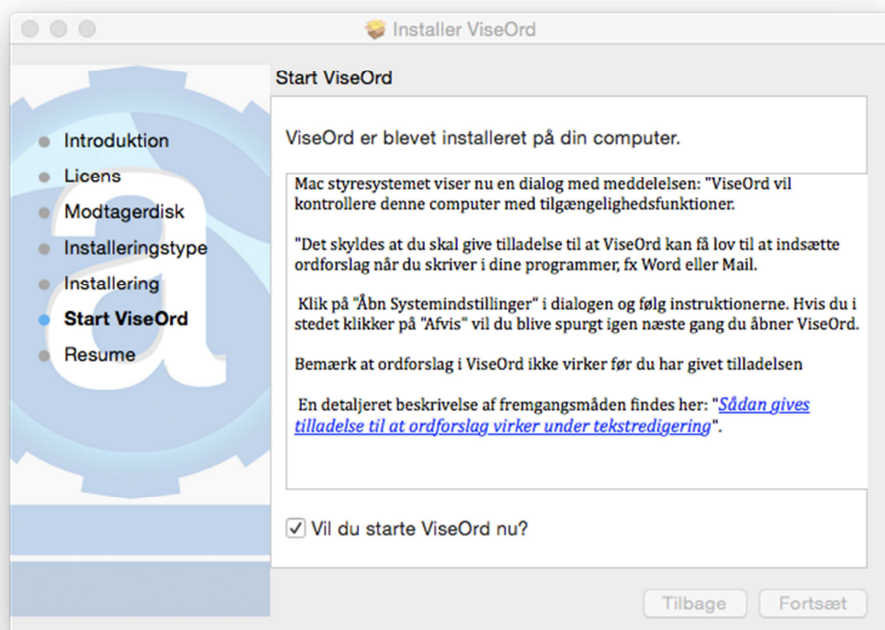 Installer ViseOrd
Start ViseOrd
Introduktion
Licens
Modtagerdisk
Installeringstype
Installering
Start ViseOrd
Resume
ViseOrd er blevet installeret på din computer.
Mac styresystemet viser nu en dialog med meddelelsen: "ViseOrd vil
kontrollere denne computer med tilgængelighedsfunktioner.
"Det skyldes at du skal give tilladelse til at ViseOrd kan få lov til at indsætte
ordforslag når du skriver i dine programmer, fx Word eller Mail.
Klik på "Åbn Systemindstillinger" i dialogen og følg instruktionerne. Hvis du i
stedet klikker på "Afvis" vil du blive spurgt igen næste gang du åbner ViseOrd.
Bemærk at ordforslag i ViseOrd ikke virker før du har givet tilladelsen
En detaljeret beskrivelse af fremgangsmåden findes her: "Sådan gives
tilladelse til at ordforslag virker under tekstredigering".
Vil du starte ViseOrd nu?
Tilbage
Fortsæt